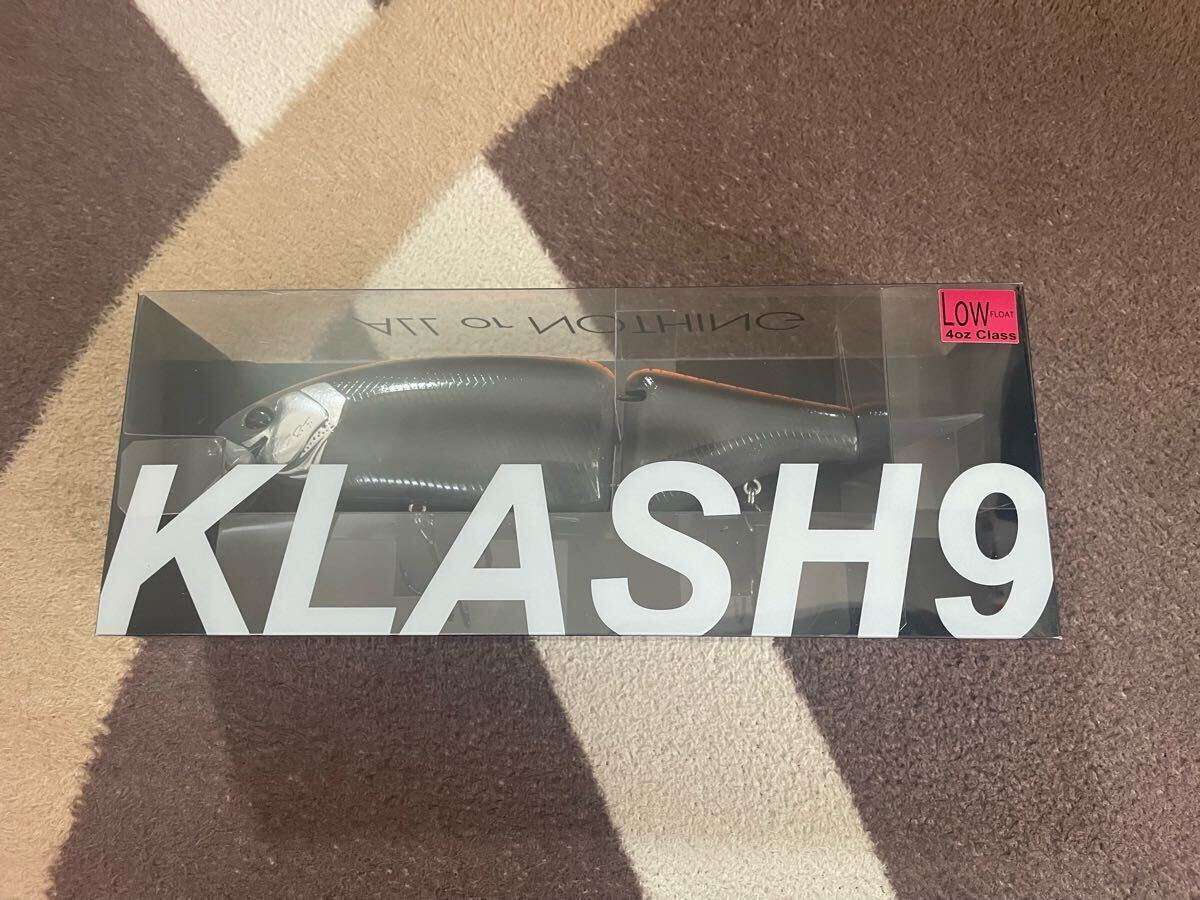 ALL or NOTHING
LOW FLOAT
4oz Class
KLASH9